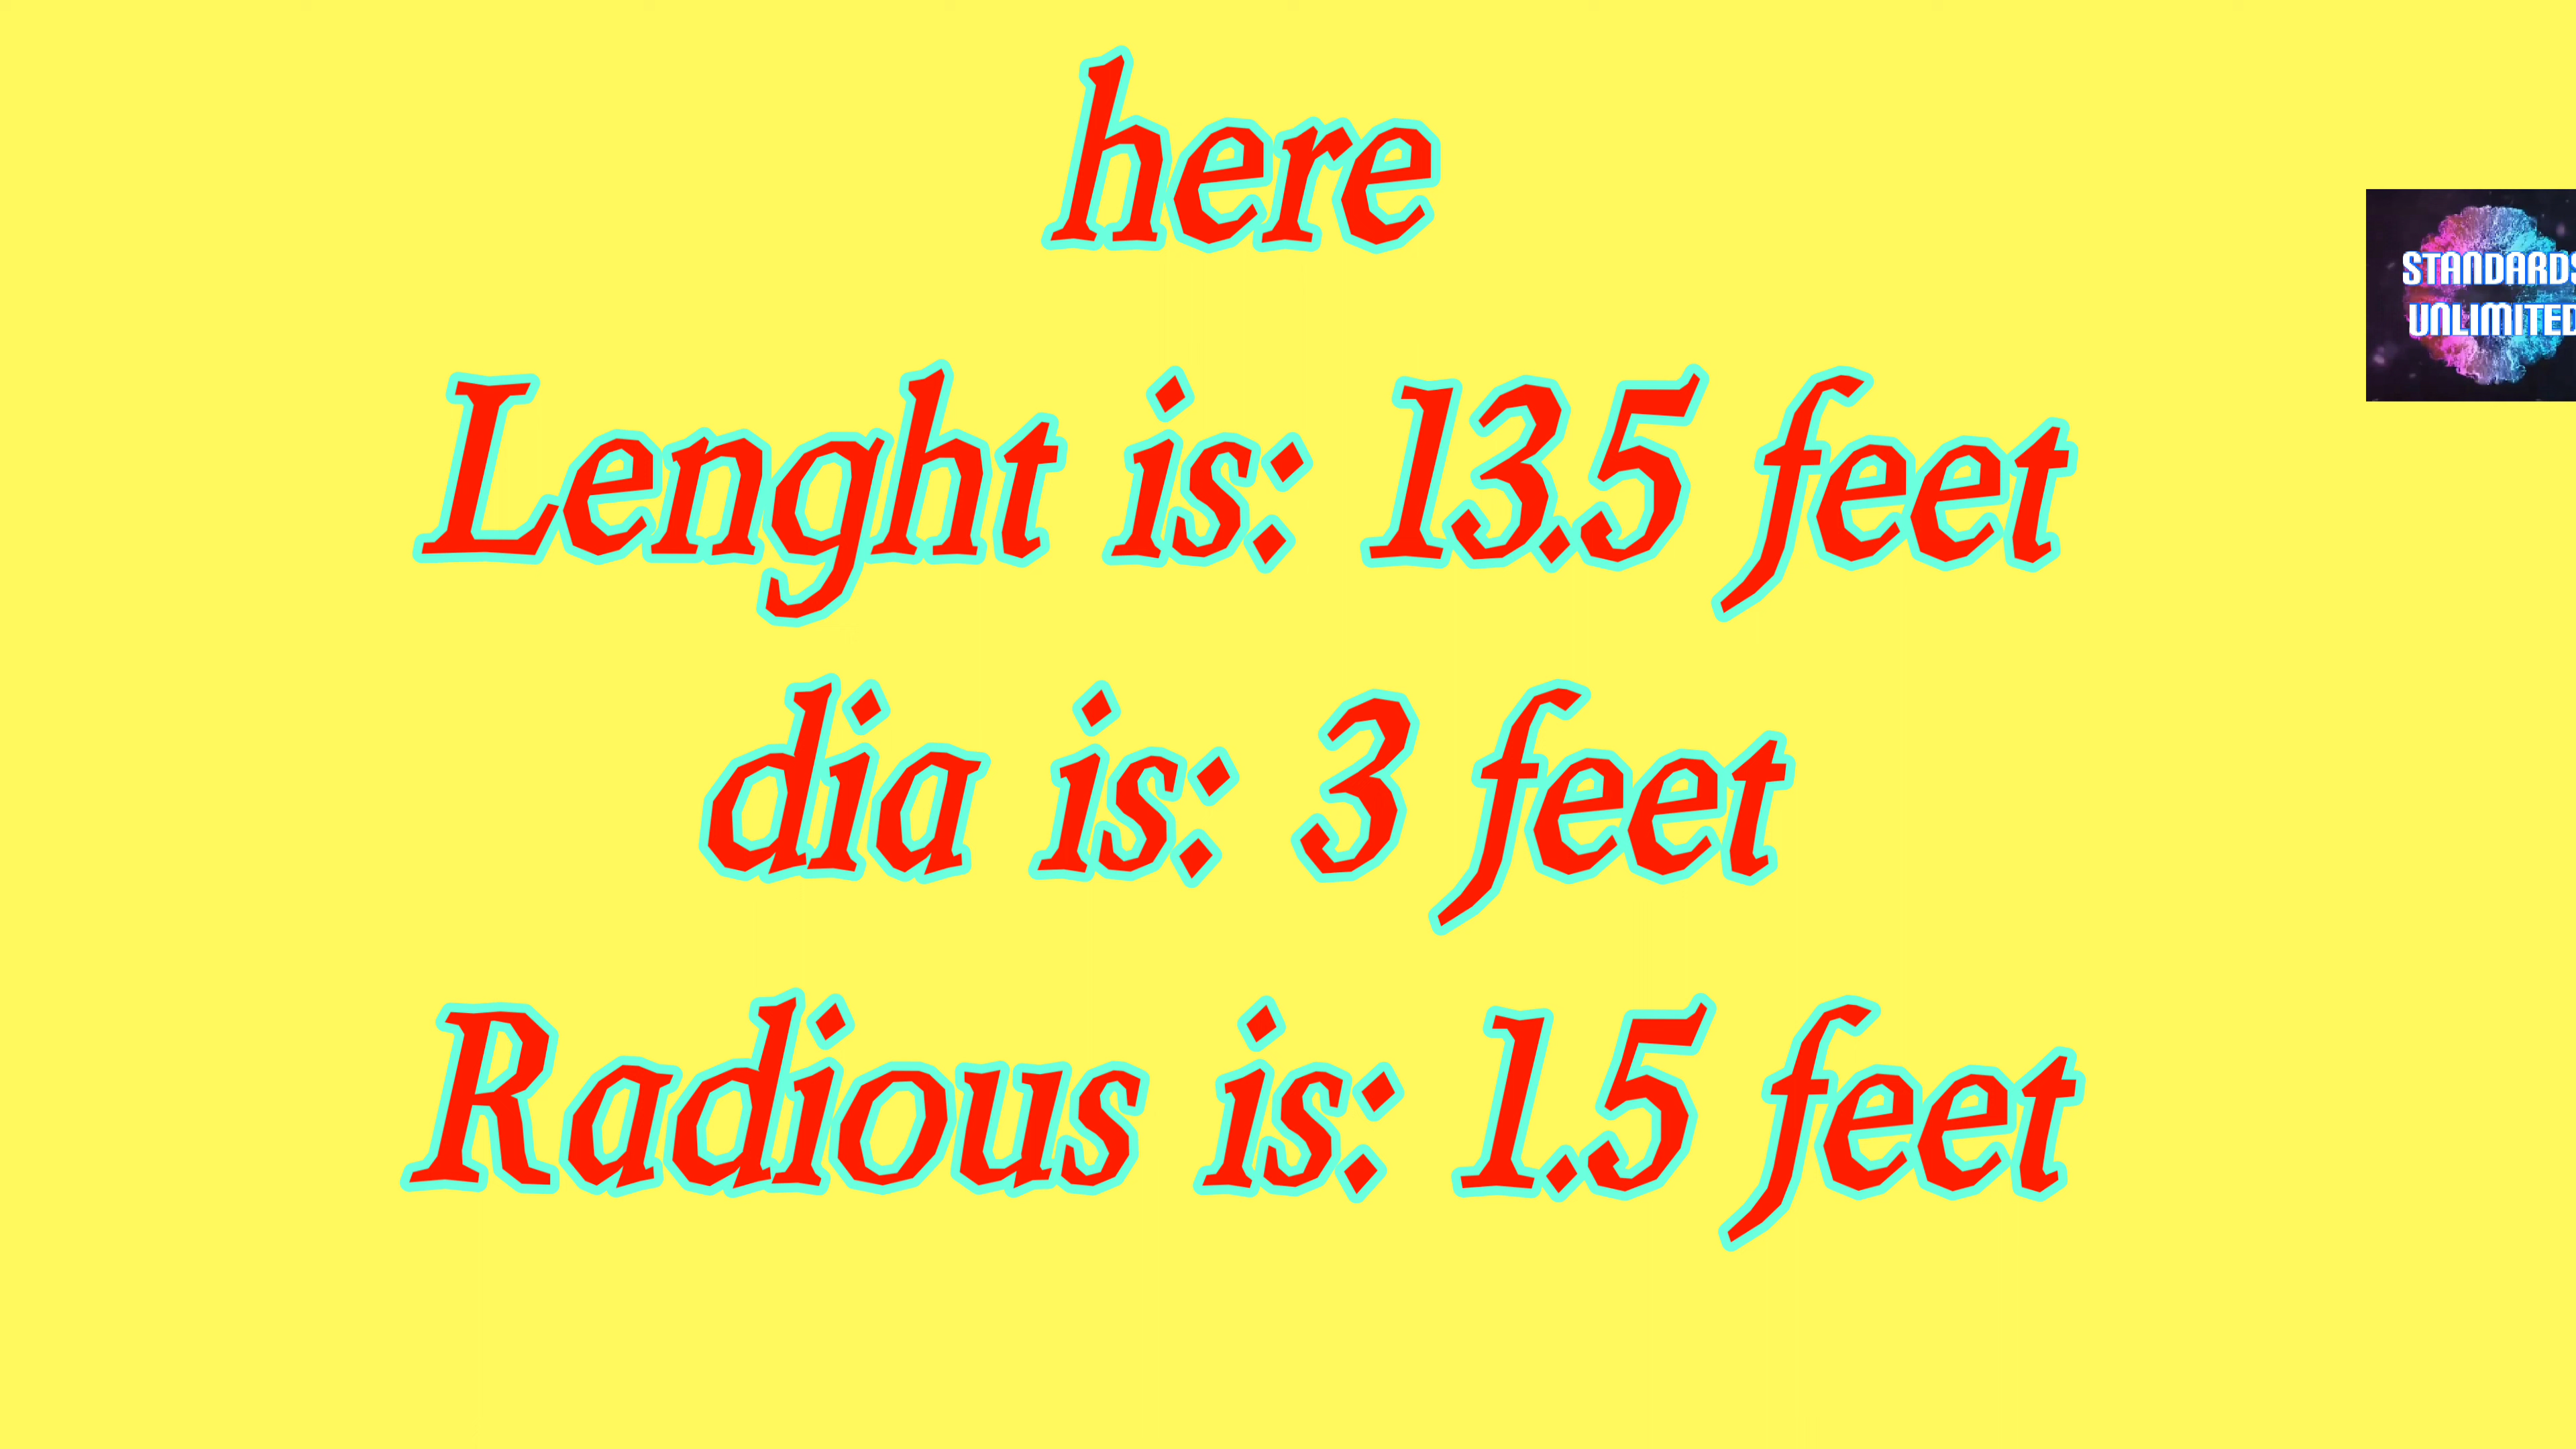 here
Lenght is: 13.5 feet
dia is: 3 feet
Radious is: 1.5 feet
STANDARDS
UNLIMITED